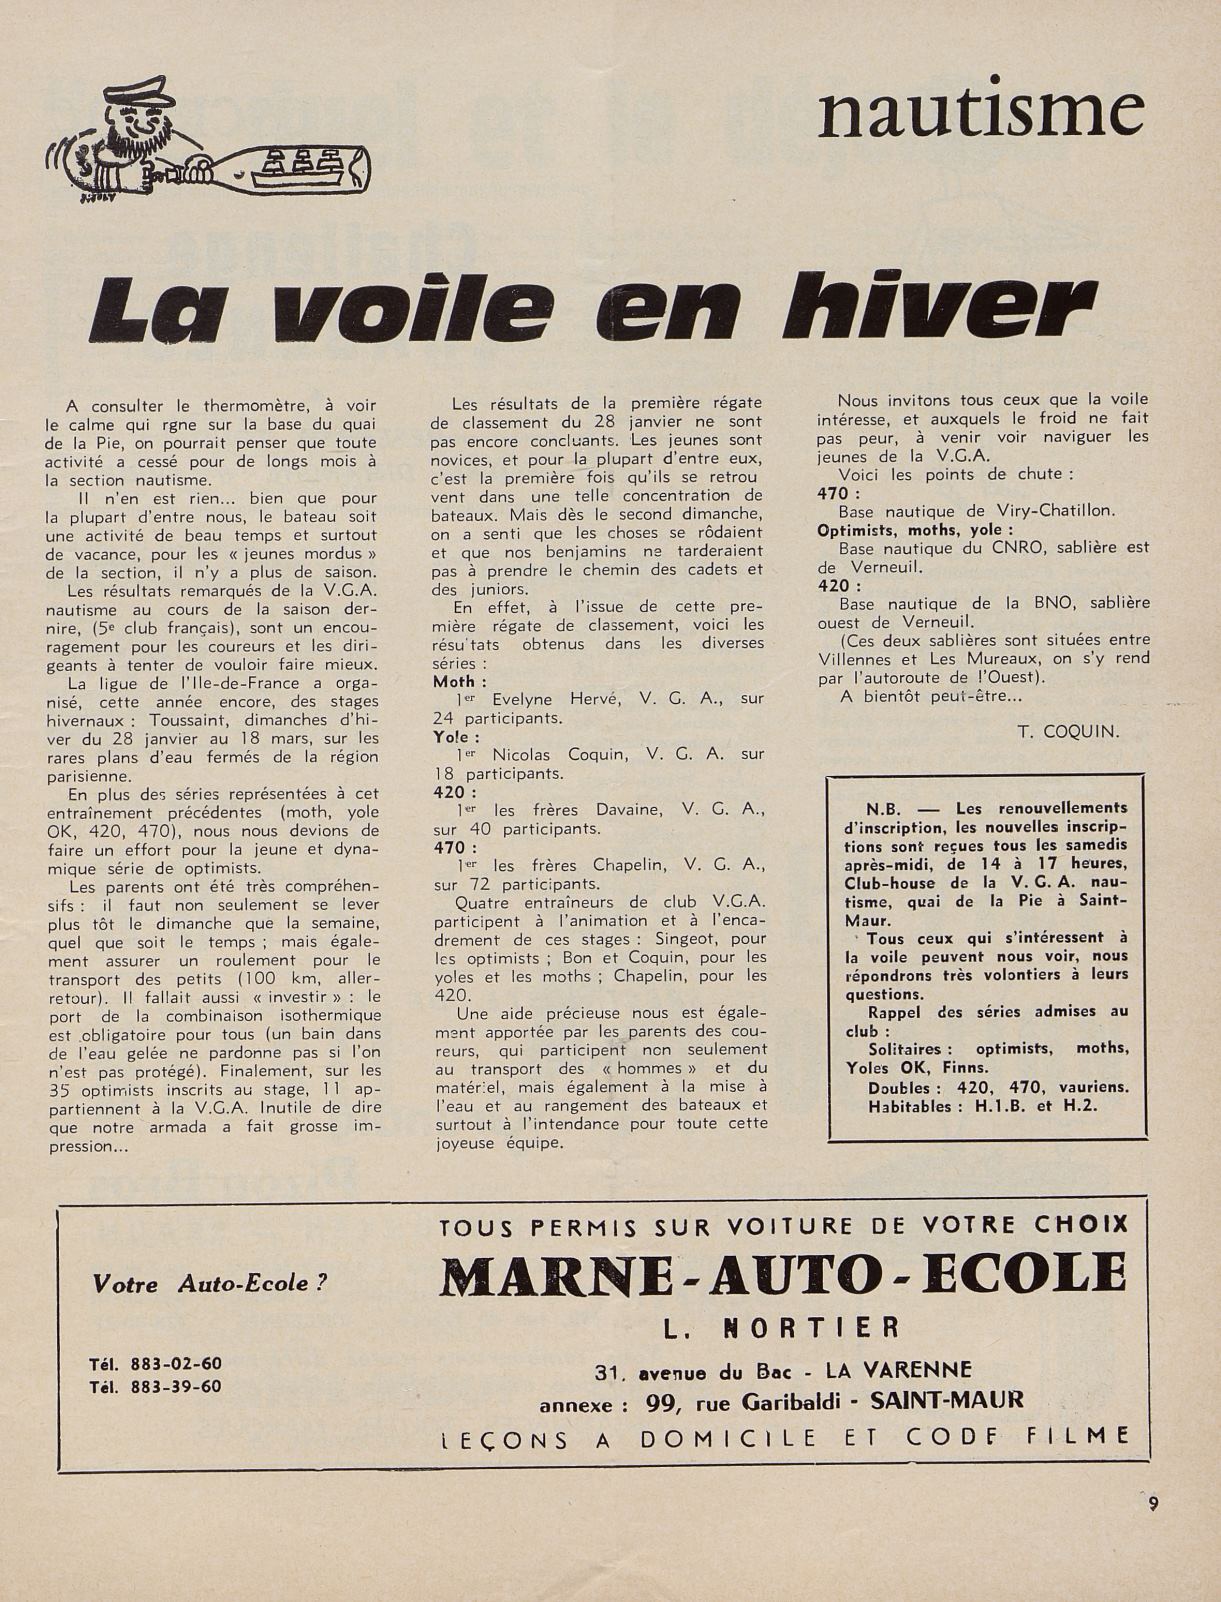 nautisme
La voile en hiver
A consulter le thermomètre, à voir
le calme qui rgne sur la base du quai
de la Pie, on pourrait penser que toute
activité a cessé pour de longs mois à
la section nautisme.
Il n'en est rien... bien que pour
la plupart d'entre nous, le bateau soit
une activité de beau temps et surtout
de vacance, pour les « jeunes mordus »
de la section, il n'y a plus de saison.
Les résultats remarqués de la V.G.A.
nautisme au cours de la saison der-
nire, (5e club français), sont un encou-
ragement pour les coureurs et les diri-
geants à tenter de vouloir faire mieux.
La ligue de l'Ile-de-France a orga-
nisé, cette année encore, des stages
hivernaux : Toussaint, dimanches d'hi-
ver du 28 janvier au 18 mars, sur les
rares plans d'eau fermés de la région
parisienne.
En plus des séries représentées à cet
entraînement précédentes (moth, yole
OK, 420, 470), nous nous devions de
faire un effort pour la jeune et dyna-
mique série de optimists.
Les parents ont été très compréhen-
sifs : il faut non seulement se lever
plus tôt le dimanche que la semaine,
quel que soit le temps ; mais égale-
ment assurer un roulement pour le
transport des petits (100 km, aller-
retour). Il fallait aussi « investir » : le
port de la combinaison isothermique
est obligatoire pour tous (un bain dans
de l'eau gelée ne pardonne pas si l'on
n'est pas protégé). Finalement, sur les
35 optimists inscrits au stage, 11 ap-
partiennent à la V.G.A. Inutile de dire
que notre armada a fait grosse im-
pression...
Les résultats de la première régate
de classement du 28 janvier ne sont
pas encore concluants. Les jeunes sont
novices, et pour la plupart d'entre eux,
c'est la première fois qu'ils se retrou
vent dans une telle concentration de
bateaux. Mais dès le second dimanche,
on a senti que les choses se rôdaient
et que nos benjamins ne tarderaient
pas à prendre le chemin des cadets et
des juniors.
En effet, à l'issue de cette pre-
mière régate de classement, voici les
résultats obtenus dans les diverses
séries :
Moth :
1er Evelyne Hervé, V. G. A., sur
24 participants.
Yole :
1er Nicolas Coquin, V. G. A. sur
18 participants.
420 :
1er les frères Davaine, V. G. A.,
sur 40 participants.
470 :
1er les frères Chapelin, V. G. A.,
sur 72 participants.
Quatre entraîneurs de club V.G.A.
participent à l'animation et à l'enca-
drement de ces stages : Singeot, pour
les optimists ; Bon et Coquin, pour les
yoles et les moths ; Chapelin, pour les
420.
Une aide précieuse nous est égale-
ment apportée par les parents des cou-
reurs, qui participent non seulement
au transport des « hommes » et du
matériel, mais également à la mise à
l'eau et au rangement des bateaux et
surtout à l'intendance pour toute cette
joyeuse équipe.
Nous invitons tous ceux que la voile
intéresse, et auxquels le froid ne fait
pas peur, à venir voir naviguer les
jeunes de la V.G.A.
Voici les points de chute :
470 :
Base nautique de Viry-Chatillon.
Optimists, moths, yole :
Base nautique du CNRO, sablière est
de Verneuil.
420 :
Base nautique de la BNO, sablière
ouest de Verneuil.
(Ces deux sablières sont situées entre
Villennes et Les Mureaux, on s'y rend
par l'autoroute de l'Ouest).
A bientôt peut-être...
T. COQUIN.
N.B. — Les renouvellements
d'inscription, les nouvelles inscrip-
tions sont reçues tous les samedis
après-midi, de 14 à 17 heures,
Club-house de la V. G. A. nau-
tisme, quai de la Pie à Saint-
Maur.
Tous ceux qui s'intéressent à
la voile peuvent nous voir, nous
répondrons très volontiers à leurs
questions.
Rappel des séries admises au
club :
Solitaires : optimists, moths,
Yoles OK, Finns.
Doubles : 420, 470, vauriens.
Habitables : H.1.B. et H.2.
Votre Auto-Ecole ?
Tél. 883-02-60
Tél. 883-39-60
TOUS PERMIS SUR VOITURE DE VOTRE CHOIX
MARNE-AUTO-ECOLE
L. NORTIER
31, avenue du Bac - LA VARENNE
annexe : 99, rue Garibaldi - SAINT-MAUR
LEÇONS A DOMICILE ET CODE FILME
9